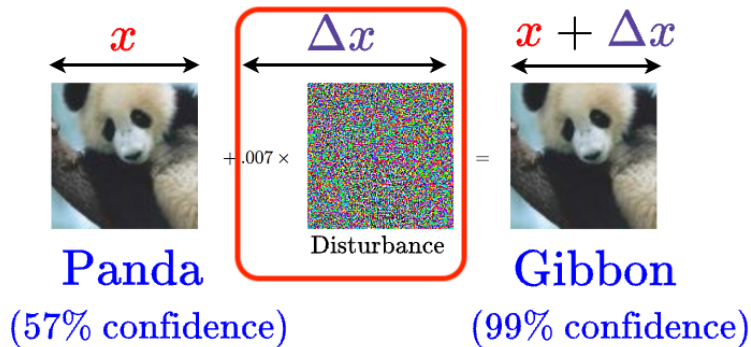 x Δx x + Δx
+ .007 × =
Disturbance
Panda Gibbon
(57% confidence) (99% confidence)